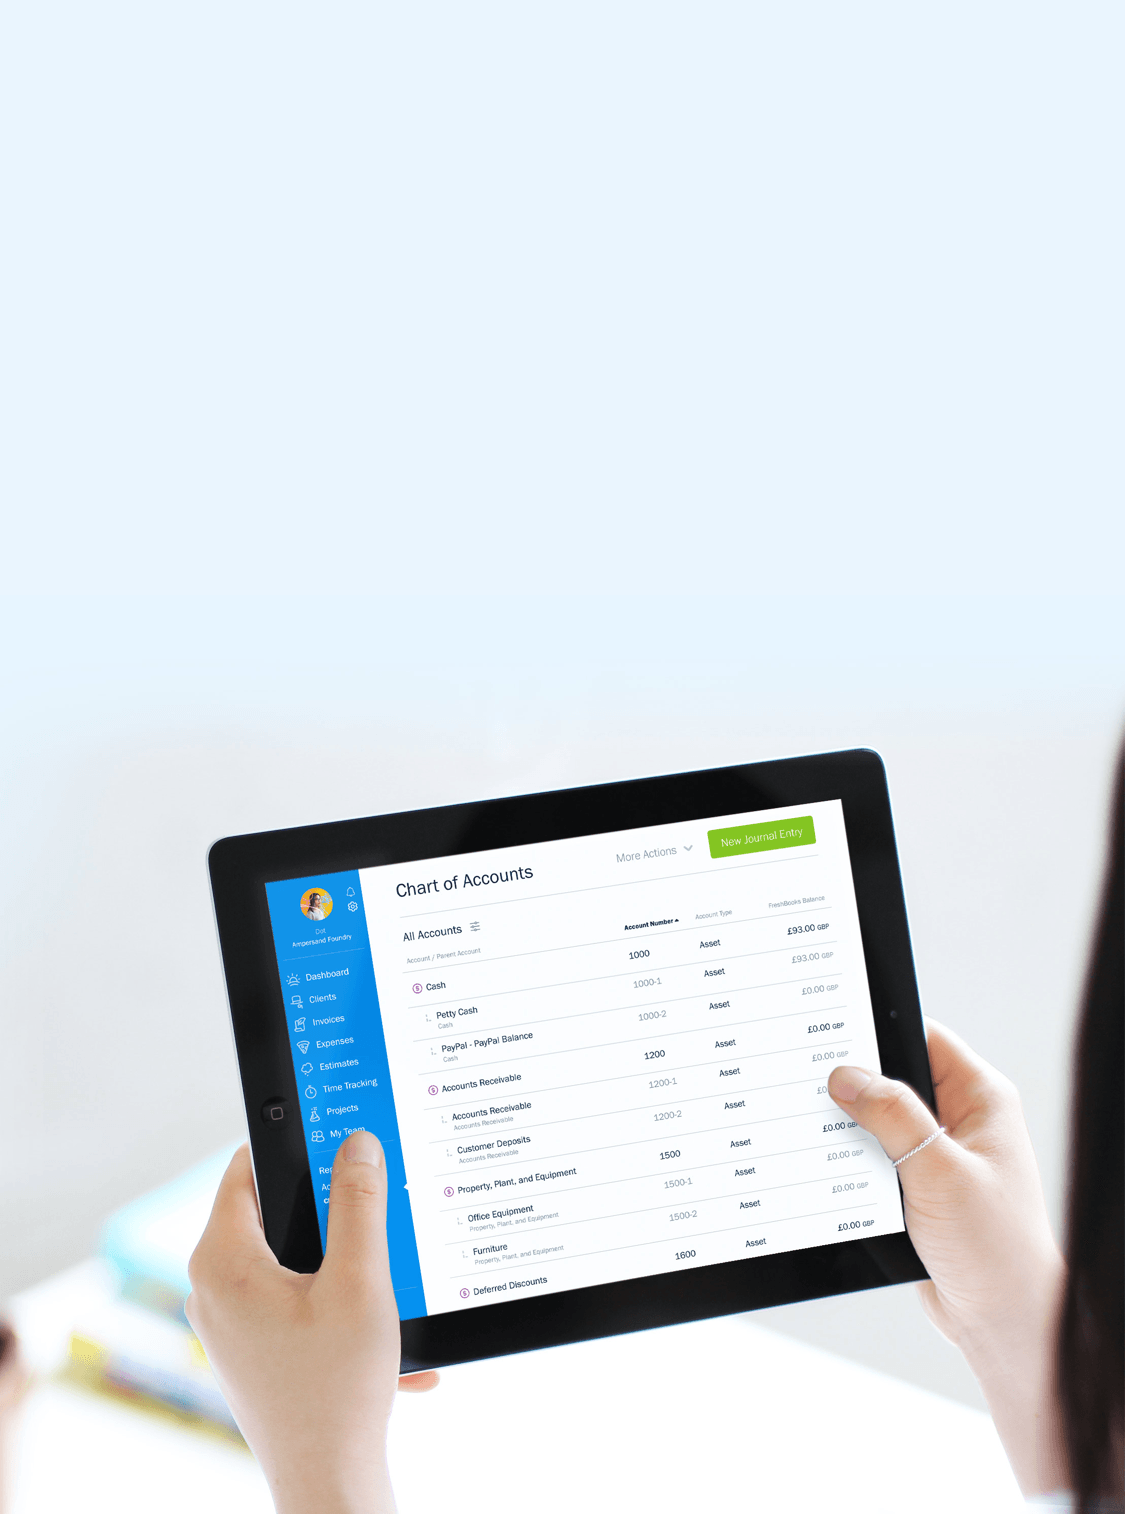 Dot
Ampersand Foundry
Dashboard
Clients
Invoices
Expenses
Estimates
Time Tracking
Projects
My Team
Chart of Accounts
More Actions
New Journal Entry
All Accounts
Account / Parent Account Account Number Account Type FreshBooks Balance
Cash 1000 Asset £93.00 GBP
Petty Cash 1000-1 Asset £93.00 GBP
Cash
PayPal - PayPal Balance 1000-2 Asset £0.00 GBP
Cash
Accounts Receivable 1200 Asset £0.00 GBP
Accounts Receivable 1200-1 Asset £0.00 GBP
Accounts Receivable
Customer Deposits 1200-2 Asset
Accounts Receivable
Property, Plant, and Equipment 1500 Asset £0.00 GBP
Office Equipment 1500-1 Asset £0.00 GBP
Property, Plant, and Equipment
Furniture 1500-2 Asset £0.00 GBP
Property, Plant, and Equipment
Deferred Discounts 1600 Asset £0.00 GBP